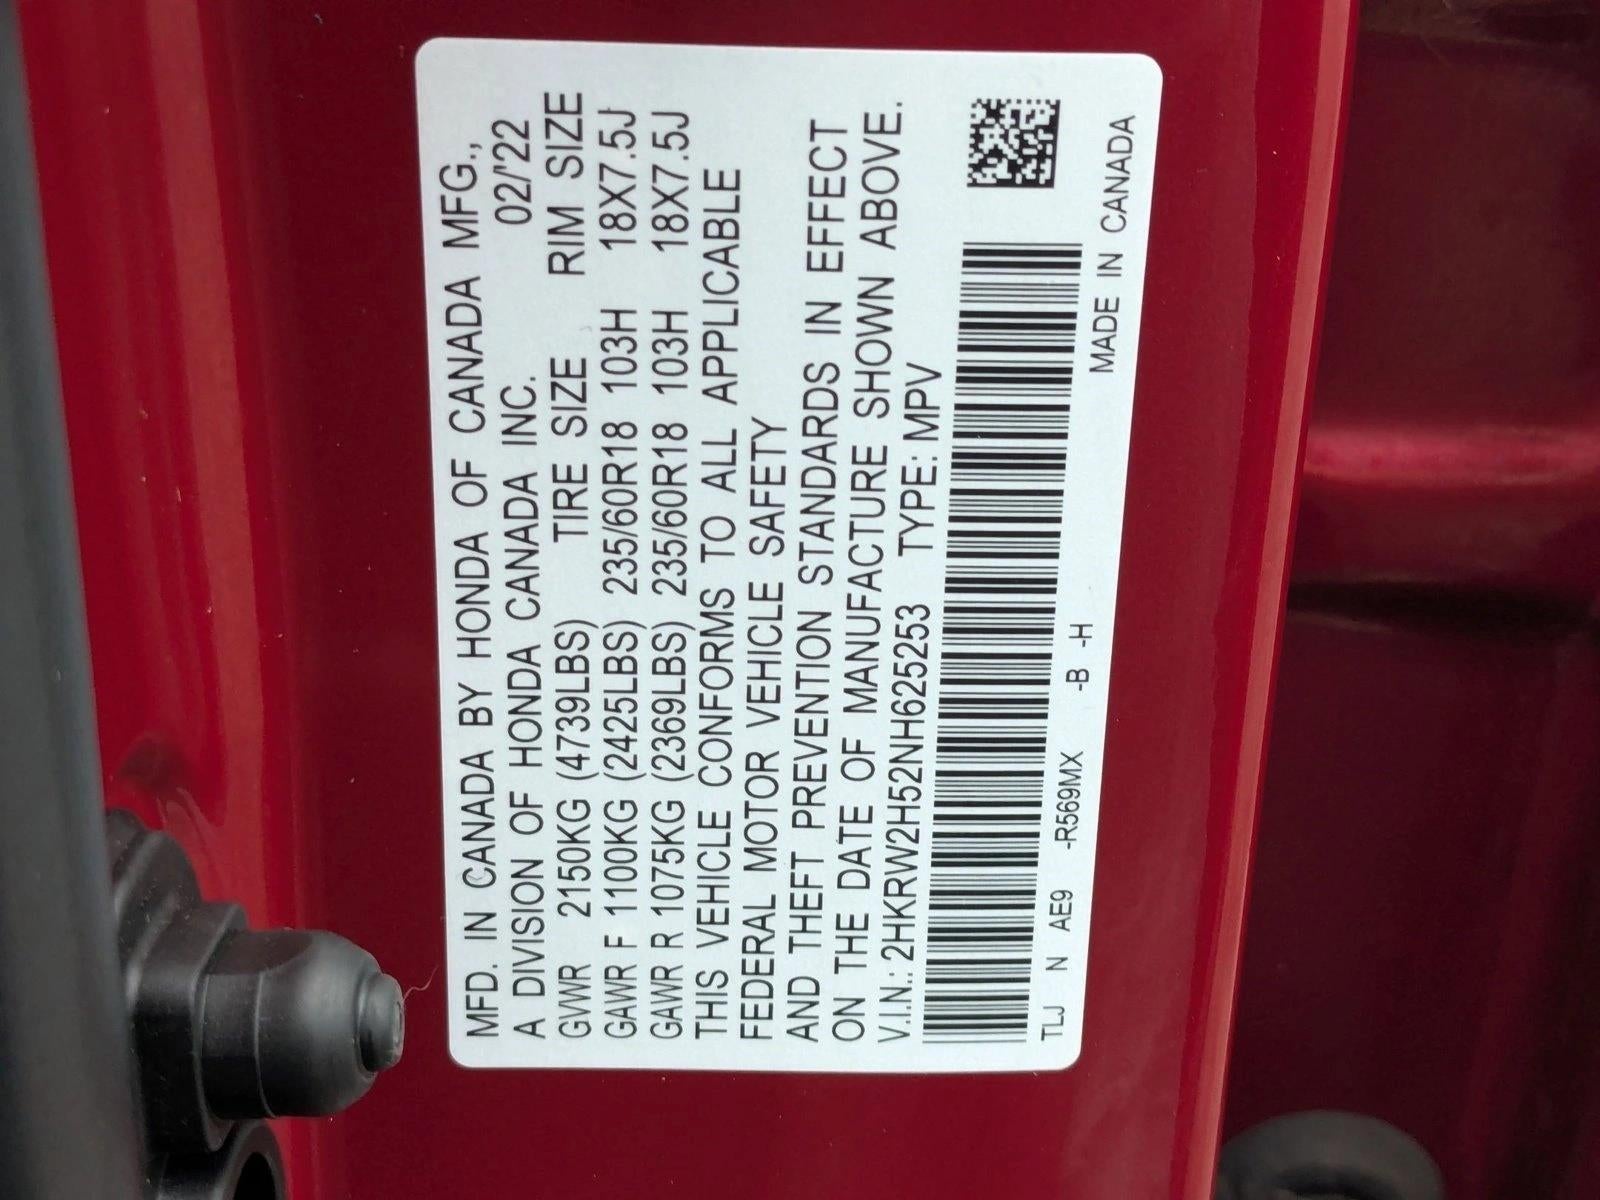 MFD. IN CANADA BY HONDA OF CANADA MFG.,
A DIVISION OF HONDA CANADA INC. 02/'22
GVWR 2150KG (4739LBS) TIRE SIZE RIM SIZE
GAWR F 1100KG (2425LBS) 235/60R18 103H 18X7.5J
GAWR R 1075KG (2369LBS) 235/60R18 103H 18X7.5J
THIS VEHICLE CONFORMS TO ALL APPLICABLE
FEDERAL MOTOR VEHICLE SAFETY
AND THEFT PREVENTION STANDARDS IN EFFECT
ON THE DATE OF MANUFACTURE SHOWN ABOVE.
V.I.N.: 2HKRW2H52NH625253 TYPE: MPV
TLJ N AE9 -R569MX -B -H MADE IN CANADA